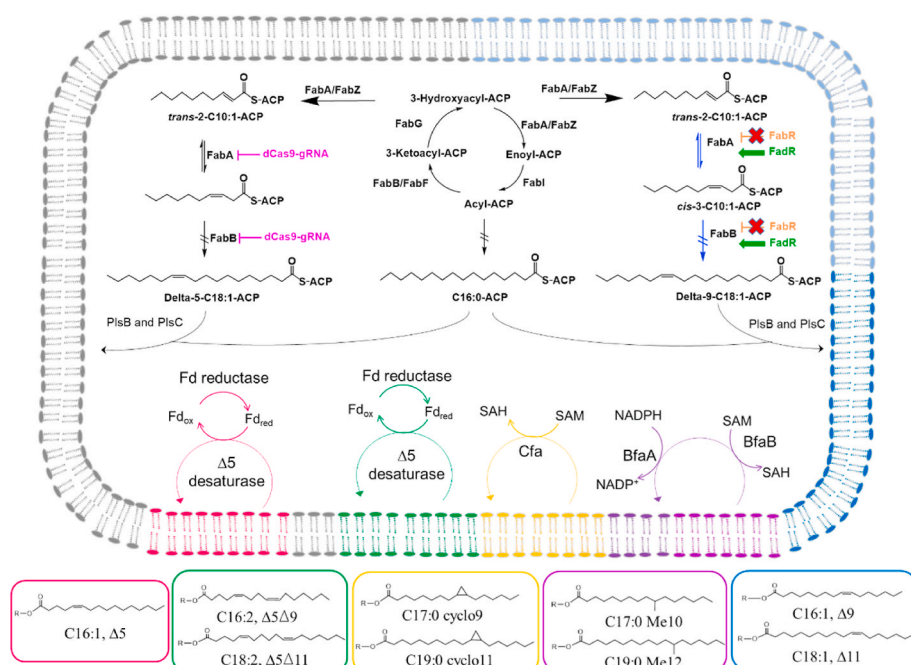 FabA/FabZ
3-Hydroxyacyl-ACP
FabA/FabZ
O
S-ACP
trans-2-C10:1-ACP
FabG
FabA/FabZ
O
S-ACP
trans-2-C10:1-ACP
FabA
dCas9-gRNA
3-Ketoacyl-ACP
Enoyl-ACP
FabA
FabR
FadR
O
S-ACP
FabB/FabF
FabI
O
S-ACP
Acyl-ACP
cis-3-C10:1-ACP
FabB
dCas9-gRNA
FabB
FabR
FadR
O
S-ACP
Delta-5-C18:1-ACP
O
S-ACP
C16:0-ACP
O
S-ACP
Delta-9-C18:1-ACP
PlsB and PlsC
PlsB and PlsC
Fd reductase
Fdox
Fdred
Δ5
desaturase
Fd reductase
Fdox
Fdred
Δ5
desaturase
SAH
SAM
Cfa
NADPH
BfaA
NADP+
SAM
BfaB
SAH
O
R-O
C16:1, Δ5
O
R-O
C16:2, Δ5Δ9
O
R-O
C18:2, Δ5Δ11
O
R-O
C17:0 cyclo9
O
R-O
C19:0 cyclo11
O
R-O
C17:0 Me10
O
R-O
C19:0 Me12
O
R-O
C16:1, Δ9
O
R-O
C18:1, Δ11